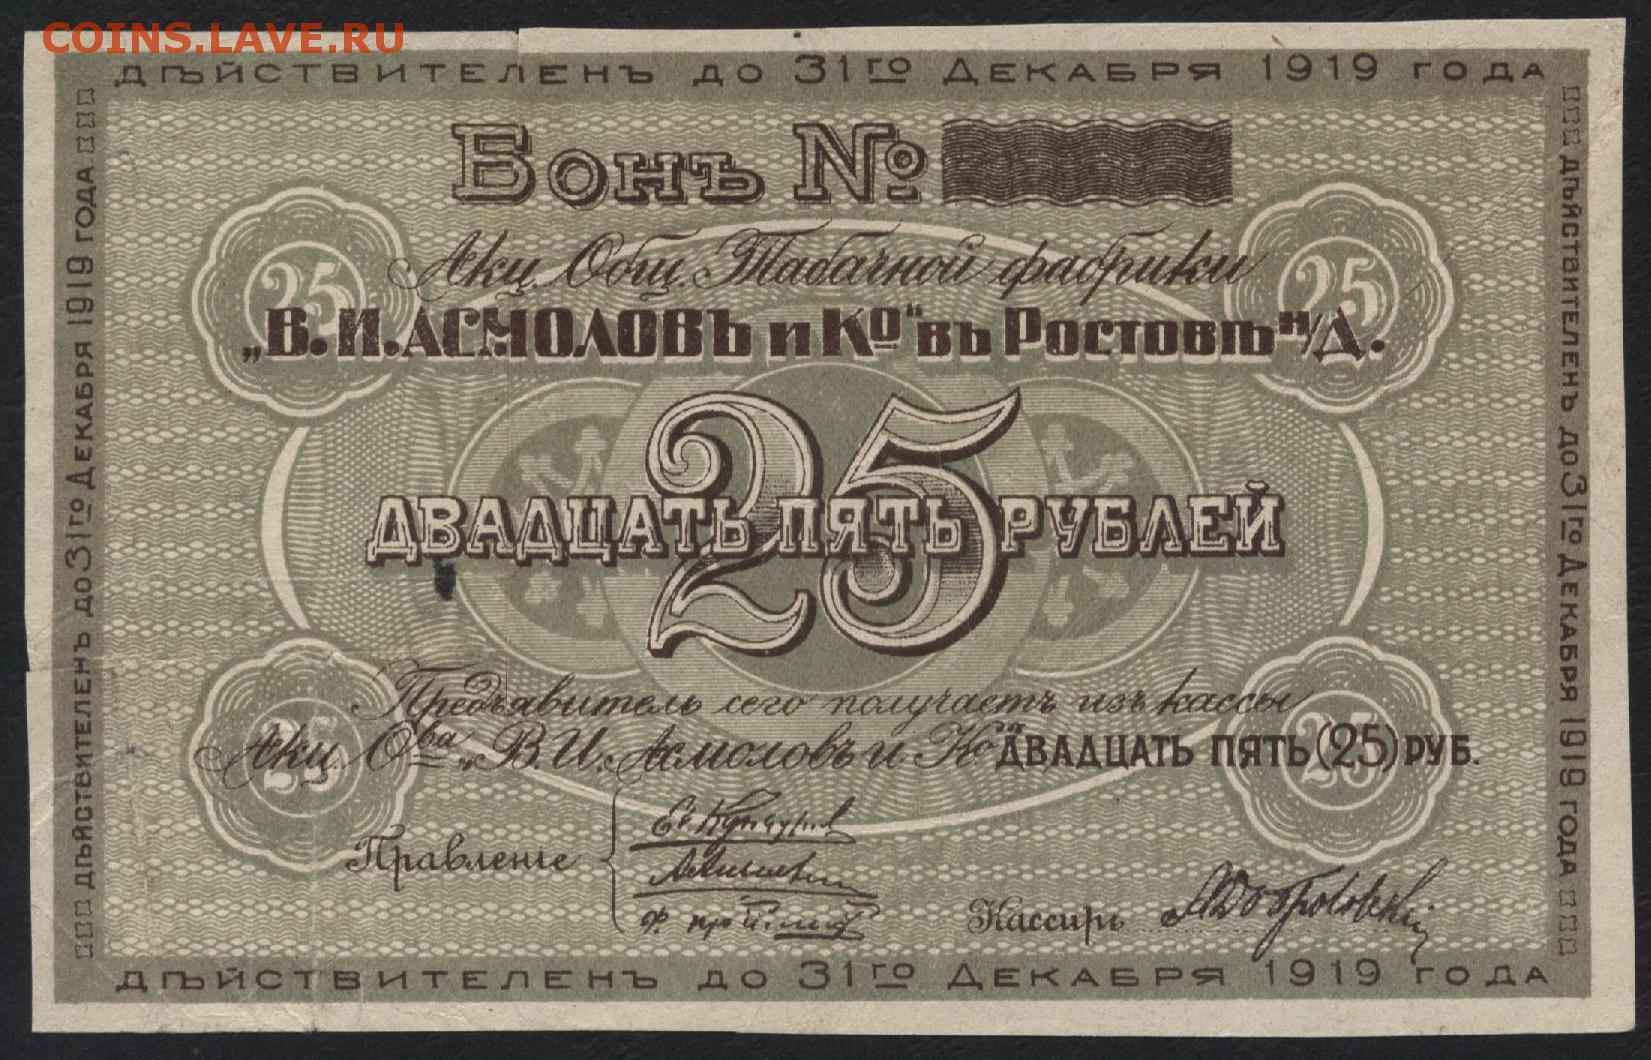 COINS.LAVE.RU
ДѢЙСТВИТЕЛЕНЪ ДО 31ГО ДЕКАБРЯ 1919 ГОДА
БОНЪ №
Акц. Общ. Табачной фабрики
25
25
„В.И.АСМОЛОВЪ и Ко" въ Ростовѣ н/Д.
25
ДВАДЦАТЬ ПЯТЬ РУБЛЕЙ
Предъявитель сего получаетъ изъ кассы
Акц. О-ва „В. И. Асмоловъ и Ко" ДВАДЦАТЬ ПЯТЬ (25) РУБ.
25
25
Правленіе
Кассиръ
ДѢЙСТВИТЕЛЕНЪ ДО 31ГО ДЕКАБРЯ 1919 ГОДА
ДѢЙСТВИТЕЛЕНЪ ДО 31ГО ДЕКАБРЯ 1919 ГОДА
ДѢЙСТВИТЕЛЕНЪ ДО 31ГО ДЕКАБРЯ 1919 ГОДА